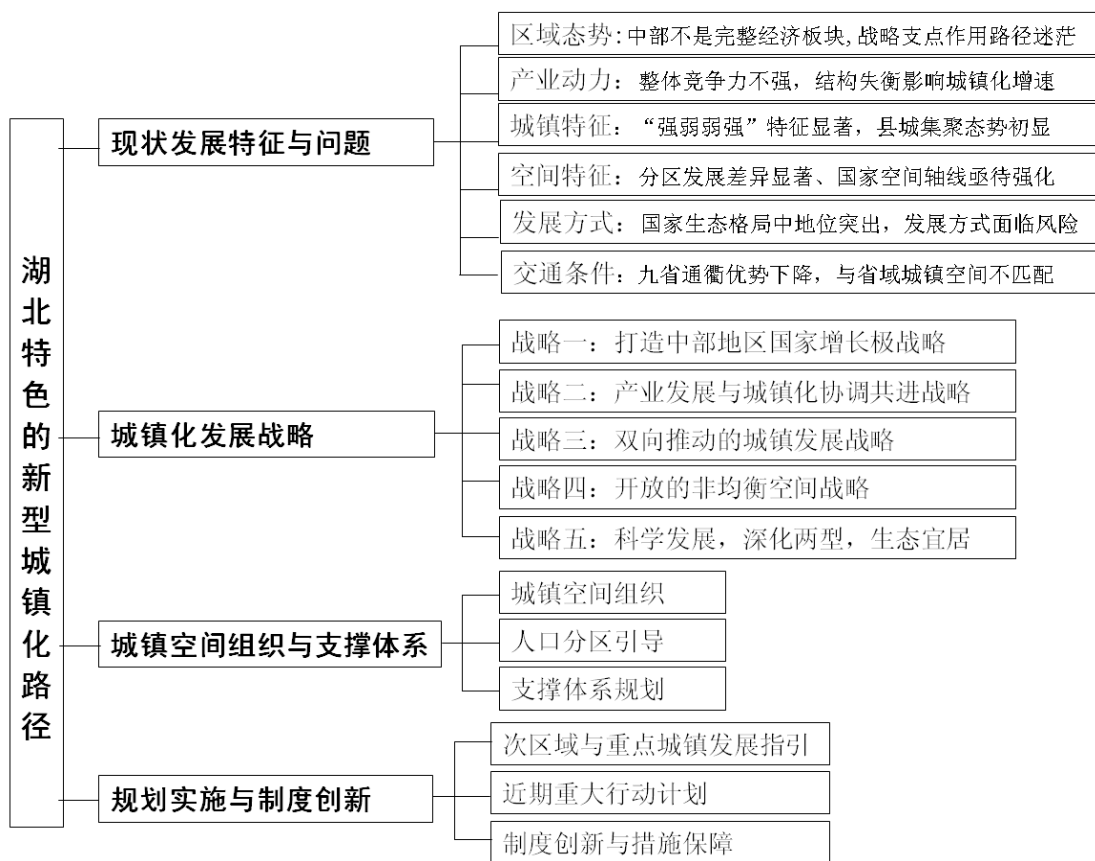 湖北特色的新型城镇化路径
现状发展特征与问题
区域态势:中部不是完整经济板块,战略支点作用路径迷茫
产业动力：整体竞争力不强，结构失衡影响城镇化增速
城镇特征：“强弱弱强”特征显著，县城集聚态势初显
空间特征：分区发展差异显著、国家空间轴线亟待强化
发展方式：国家生态格局中地位突出，发展方式面临风险
交通条件：九省通衢优势下降，与省域城镇空间不匹配
城镇化发展战略
战略一：打造中部地区国家增长极战略
战略二：产业发展与城镇化协调共进战略
战略三：双向推动的城镇发展战略
战略四：开放的非均衡空间战略
战略五：科学发展，深化两型，生态宜居
城镇空间组织与支撑体系
城镇空间组织
人口分区引导
支撑体系规划
规划实施与制度创新
次区域与重点城镇发展指引
近期重大行动计划
制度创新与措施保障